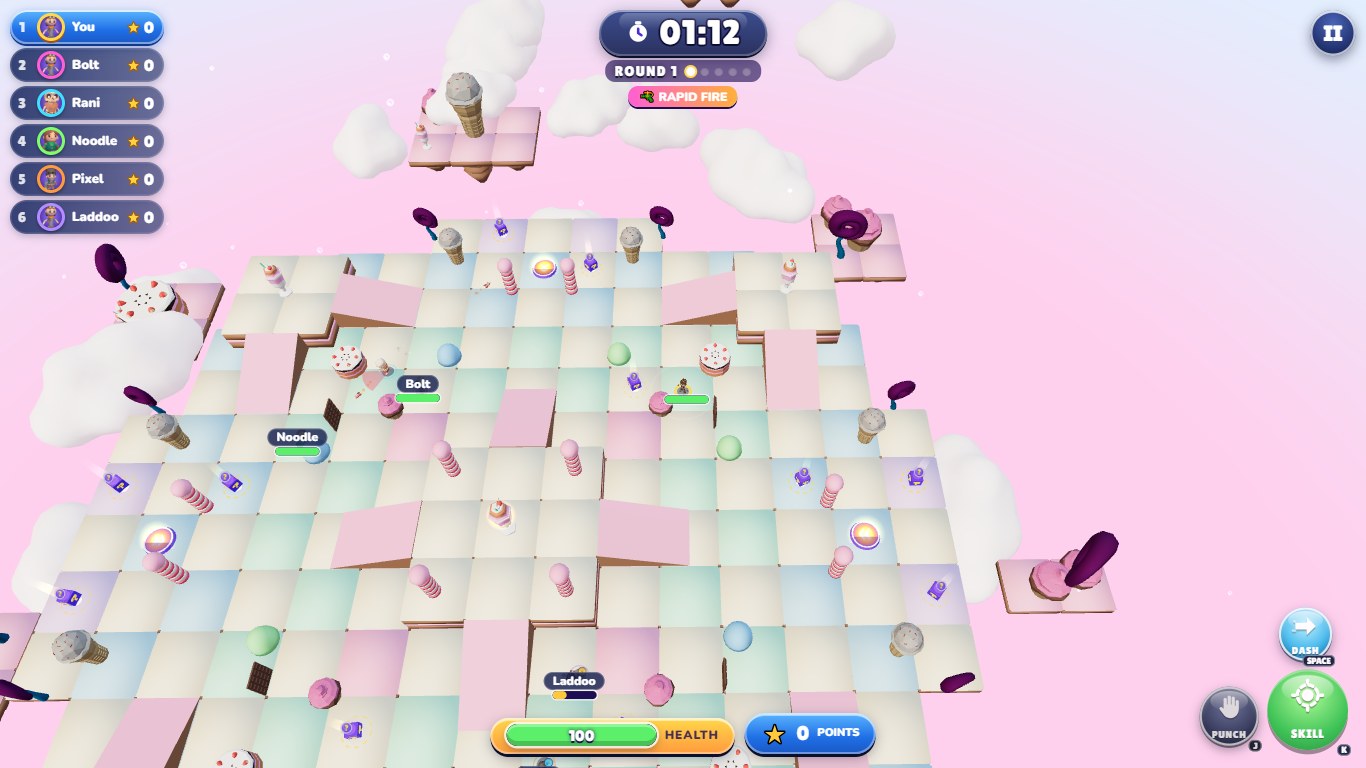 1 You 0
2 Bolt 0
3 Rani 0
4 Noodle 0
5 Pixel 0
6 Laddoo 0
01:12
ROUND 1
RAPID FIRE
Bolt
Noodle
Laddoo
100 HEALTH
0 POINTS
DASH
SPACE
PUNCH
J
SKILL
K